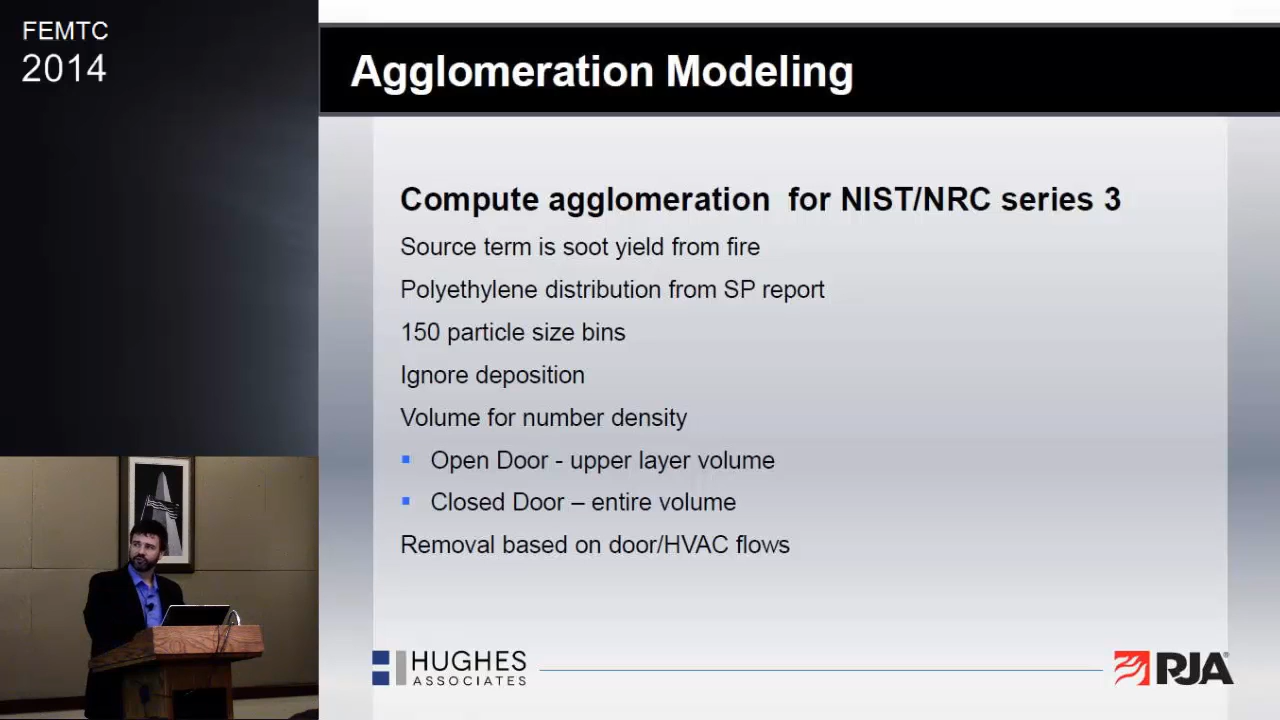 FEMTC
2014
Agglomeration Modeling
Compute agglomeration for NIST/NRC series 3
Source term is soot yield from fire
Polyethylene distribution from SP report
150 particle size bins
Ignore deposition
Volume for number density
Open Door - upper layer volume
Closed Door – entire volume
Removal based on door/HVAC flows
HUGHES
ASSOCIATES
RJA®